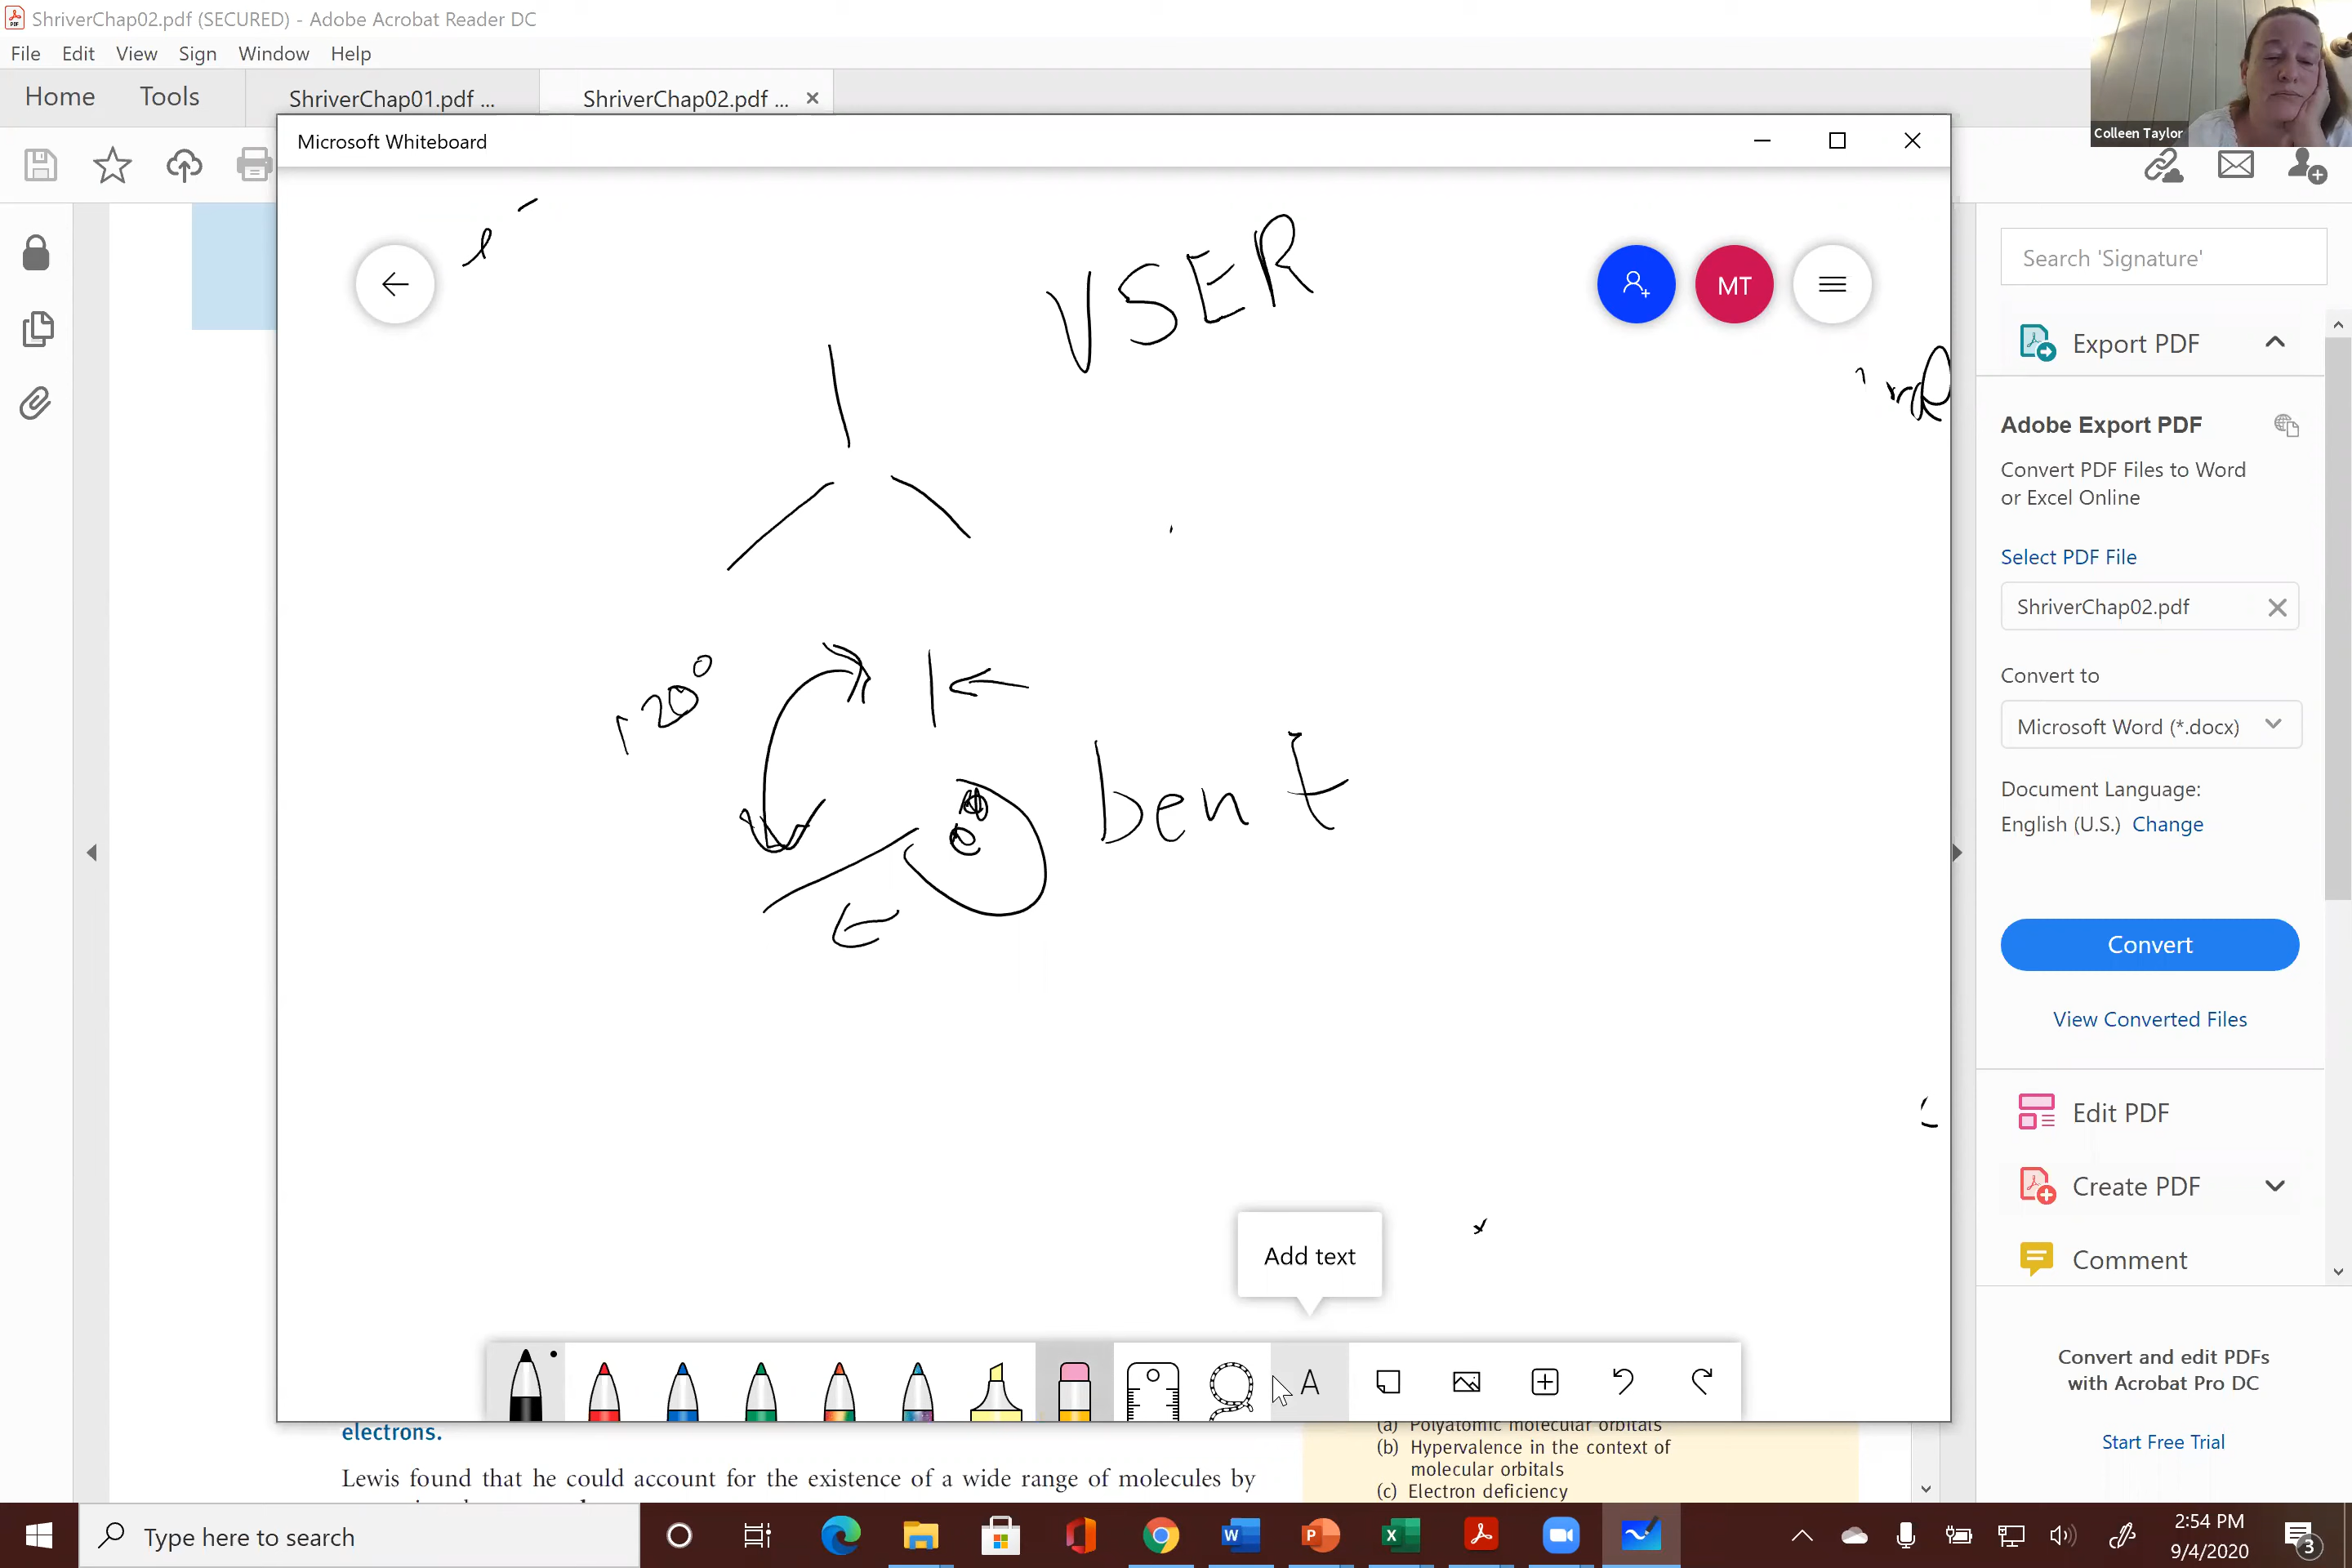 ShriverChap02.pdf (SECURED) - Adobe Acrobat Reader DC
File Edit View Sign Window Help
Home Tools ShriverChap01.pdf ... ShriverChap02.pdf ...
Colleen Taylor
Microsoft Whiteboard
VSER
MT
120°
bent
Add text
A
electrons.
Lewis found that he could account for the existence of a wide range of molecules by
(a) Polyatomic molecular orbitals
(b) Hypervalence in the context of
molecular orbitals
(c) Electron deficiency
Search 'Signature'
Export PDF
Adobe Export PDF
Convert PDF Files to Word
or Excel Online
Select PDF File
ShriverChap02.pdf
Convert to
Microsoft Word (*.docx)
Document Language:
English (U.S.) Change
Convert
View Converted Files
Edit PDF
Create PDF
Comment
Convert and edit PDFs
with Acrobat Pro DC
Start Free Trial
Type here to search
2:54 PM
9/4/2020
3